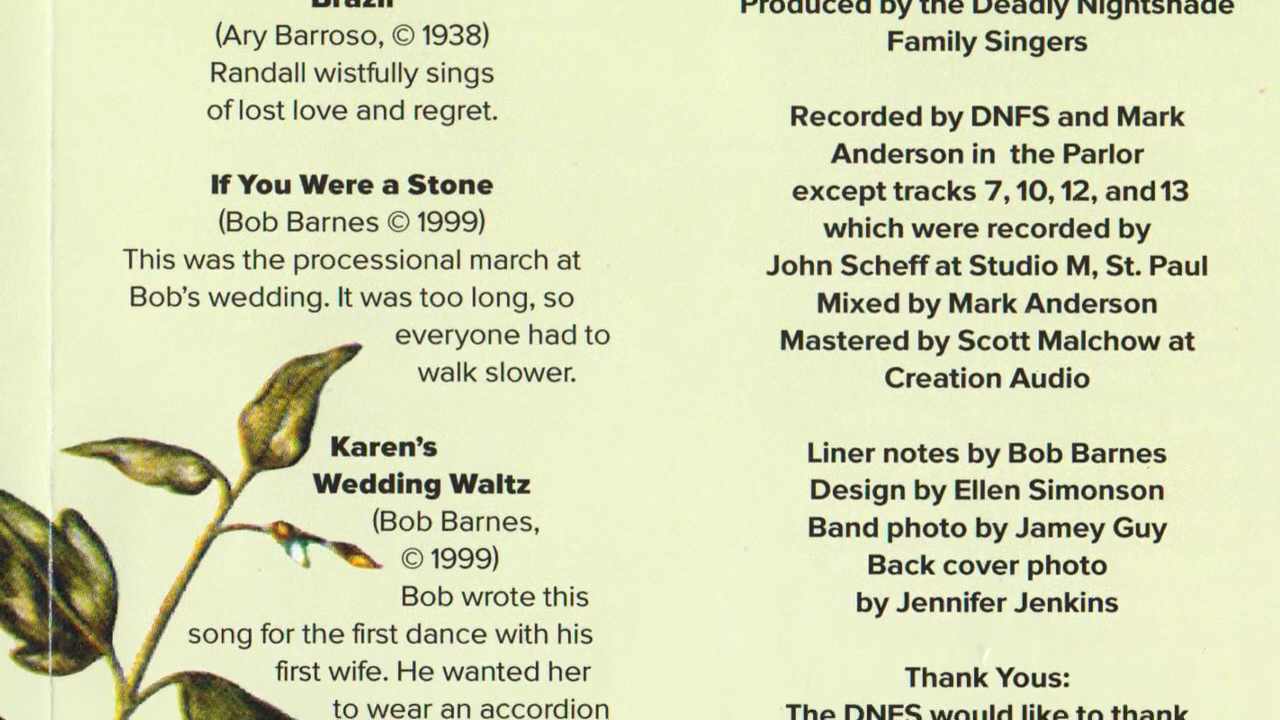 Brazil
(Ary Barroso, © 1938)
Randall wistfully sings
of lost love and regret.
If You Were a Stone
(Bob Barnes © 1999)
This was the processional march at
Bob's wedding. It was too long, so
everyone had to
walk slower.
Karen's
Wedding Waltz
(Bob Barnes,
© 1999)
Bob wrote this
song for the first dance with his
first wife. He wanted her
to wear an accordion
Produced by the Deadly Nightshade
Family Singers
Recorded by DNFS and Mark
Anderson in the Parlor
except tracks 7, 10, 12, and 13
which were recorded by
John Scheff at Studio M, St. Paul
Mixed by Mark Anderson
Mastered by Scott Malchow at
Creation Audio
Liner notes by Bob Barnes
Design by Ellen Simonson
Band photo by Jamey Guy
Back cover photo
by Jennifer Jenkins
Thank Yous:
The DNFS would like to thank